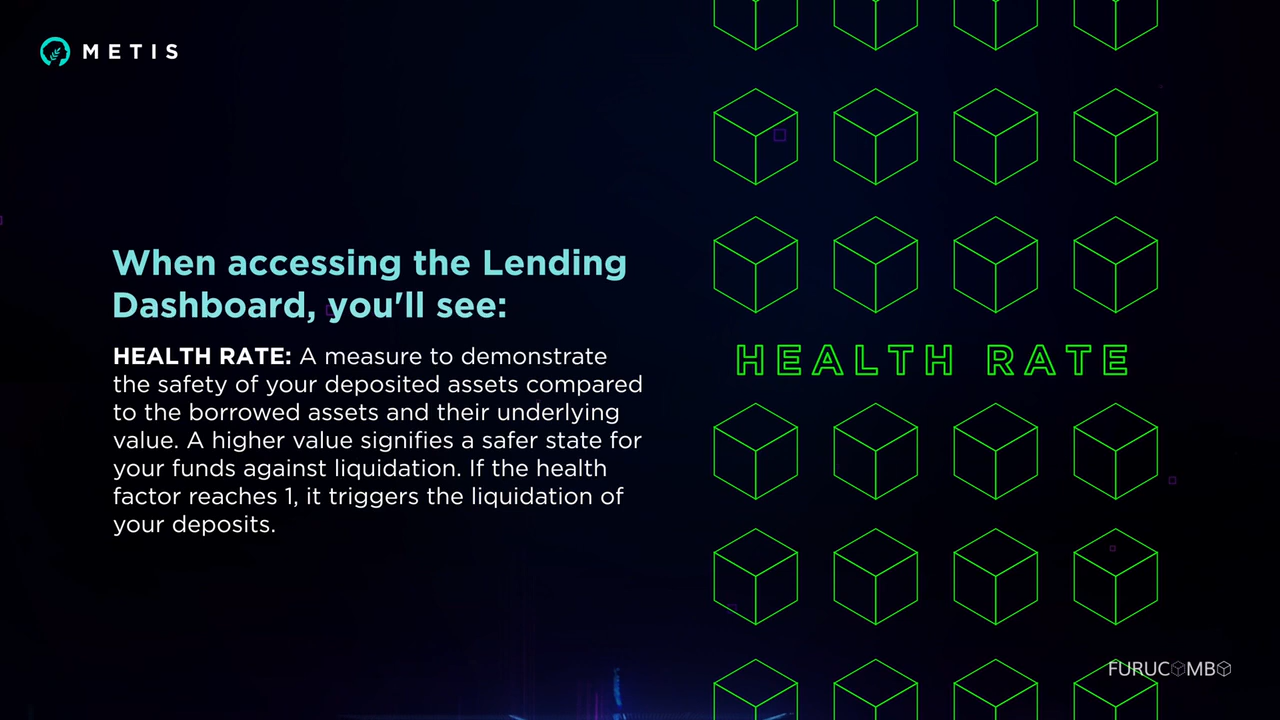 METIS
When accessing the Lending
Dashboard, you'll see:
HEALTH RATE: A measure to demonstrate
the safety of your deposited assets compared
to the borrowed assets and their underlying
value. A higher value signifies a safer state for
your funds against liquidation. If the health
factor reaches 1, it triggers the liquidation of
your deposits.
HEALTH RATE
FURUCOMBO